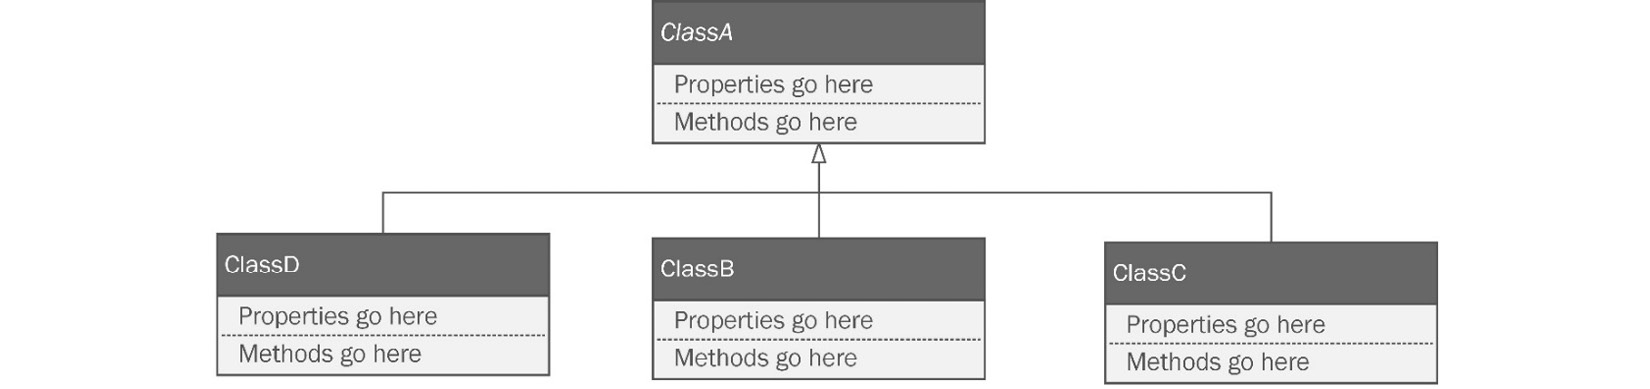 ClassA
Properties go here
Methods go here
ClassD
Properties go here
Methods go here
ClassB
Properties go here
Methods go here
ClassC
Properties go here
Methods go here